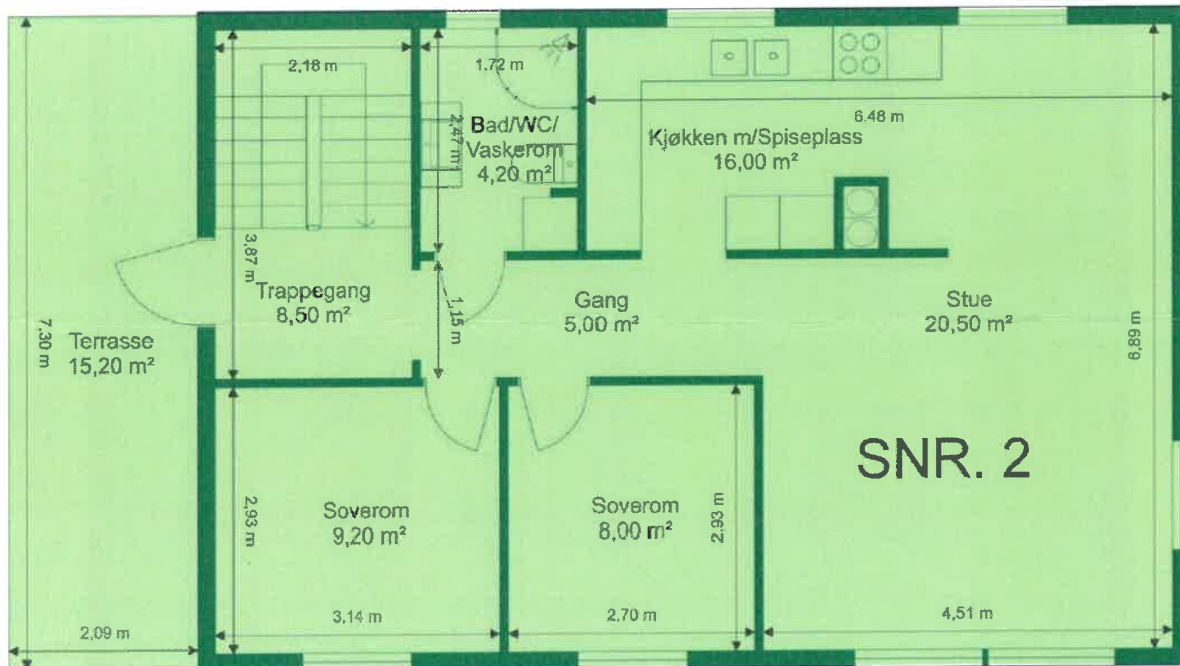 2,18 m
1.72 m
6.48 m
2,47 m
Bad/WC/
Vaskerom
4,20 m²
Kjøkken m/Spiseplass
16,00 m²
3,87 m
Trappegang
8,50 m²
1,15 m
Gang
5,00 m²
Stue
20,50 m²
7,30 m
Terrasse
15,20 m²
6,89 m
SNR. 2
2,93 m
Soverom
9,20 m²
Soverom
8,00 m²
2,93 m
2,09 m
3,14 m
2.70 m
4,51 m